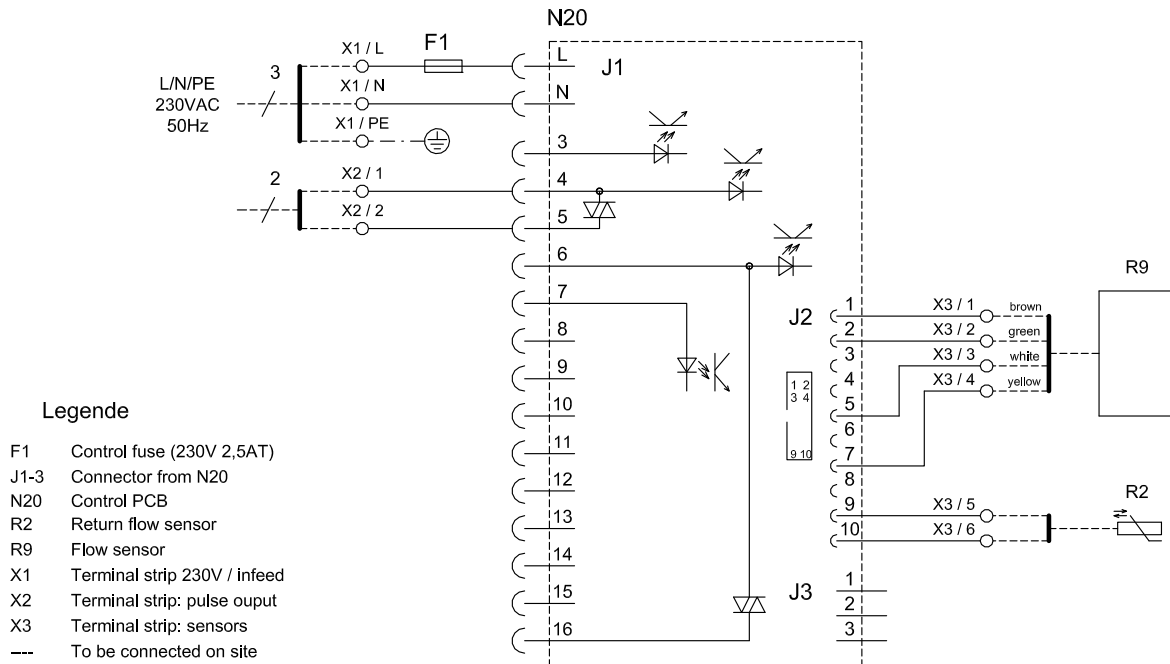 N20
L/N/PE
230VAC
50Hz
3
X1 / L
F1
X1 / N
X1 / PE
2
X2 / 1
X2 / 2
J1
L
N
3
4
5
6
7
8
9
10
11
12
13
14
15
16
J2
1
2
3
4
5
6
7
8
9
10
1 2
3 4
9 10
X3 / 1 brown
X3 / 2 green
X3 / 3 white
X3 / 4 yellow
R9
X3 / 5
X3 / 6
R2
J3
1
2
3
Legende
F1 Control fuse (230V 2,5AT)
J1-3 Connector from N20
N20 Control PCB
R2 Return flow sensor
R9 Flow sensor
X1 Terminal strip 230V / infeed
X2 Terminal strip: pulse ouput
X3 Terminal strip: sensors
---- To be connected on site